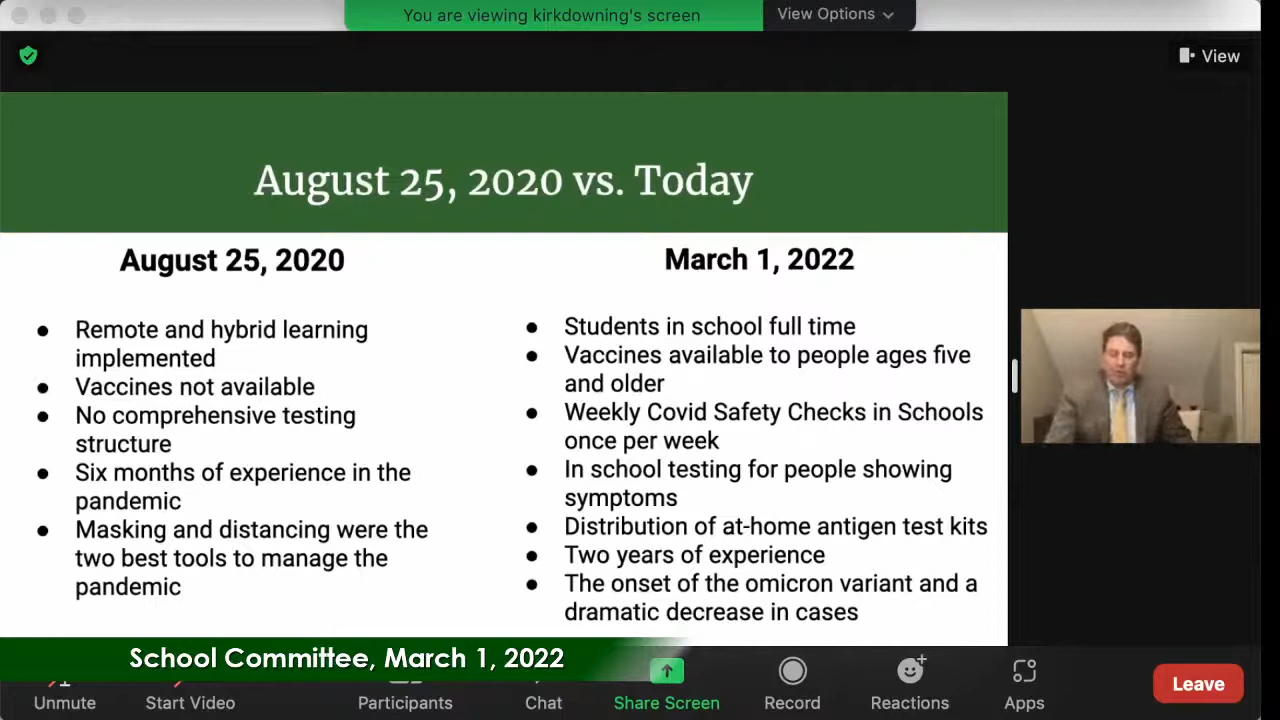 You are viewing kirkdowning's screen
View Options
View
August 25, 2020 vs. Today
August 25, 2020
Remote and hybrid learning
implemented
Vaccines not available
No comprehensive testing
structure
Six months of experience in the
pandemic
Masking and distancing were the
two best tools to manage the
pandemic
March 1, 2022
Students in school full time
Vaccines available to people ages five
and older
Weekly Covid Safety Checks in Schools
once per week
In school testing for people showing
symptoms
Distribution of at-home antigen test kits
Two years of experience
The onset of the omicron variant and a
dramatic decrease in cases
School Committee, March 1, 2022
Unmute
Start Video
Participants
Chat
Share Screen
Record
Reactions
Apps
Leave